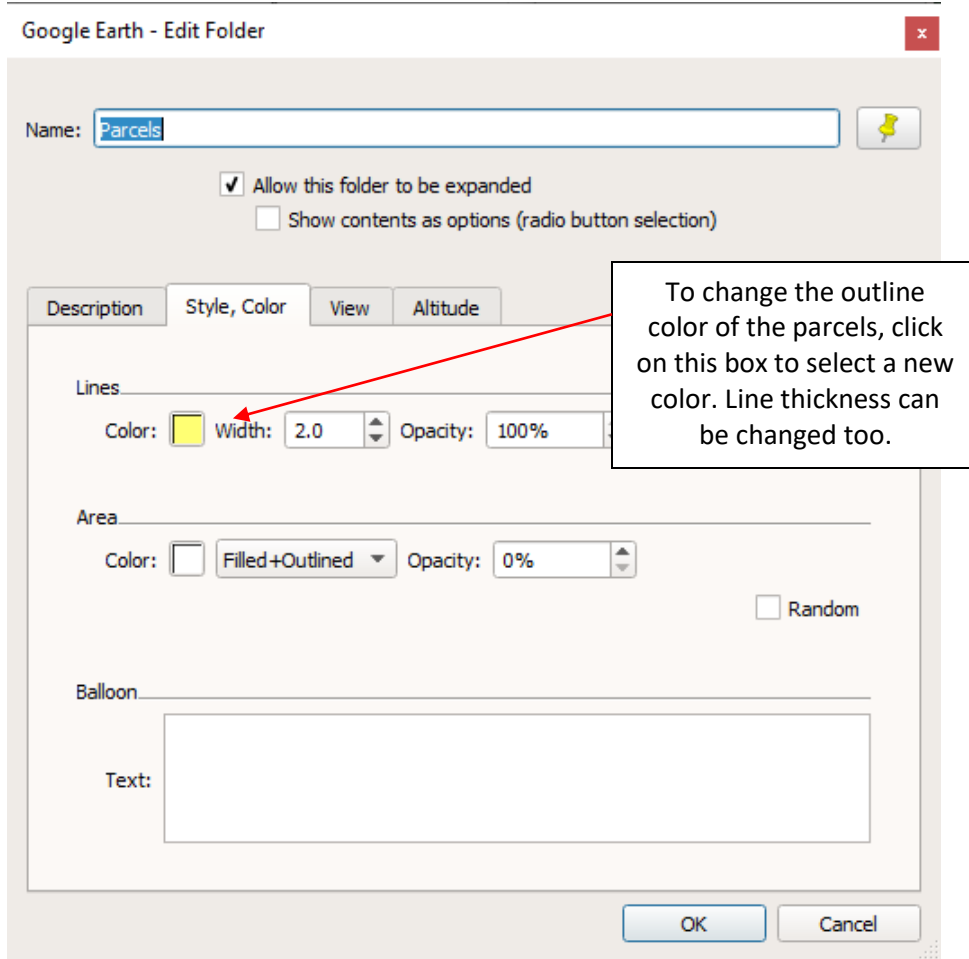 Google Earth - Edit Folder
x
Name: Parcels
Allow this folder to be expanded
Show contents as options (radio button selection)
Description Style, Color View Altitude
To change the outline
color of the parcels, click
on this box to select a new
color. Line thickness can
be changed too.
Lines
Color: Width: 2.0 Opacity: 100%
Area
Color: Filled+Outlined Opacity: 0%
Random
Balloon
Text:
OK Cancel